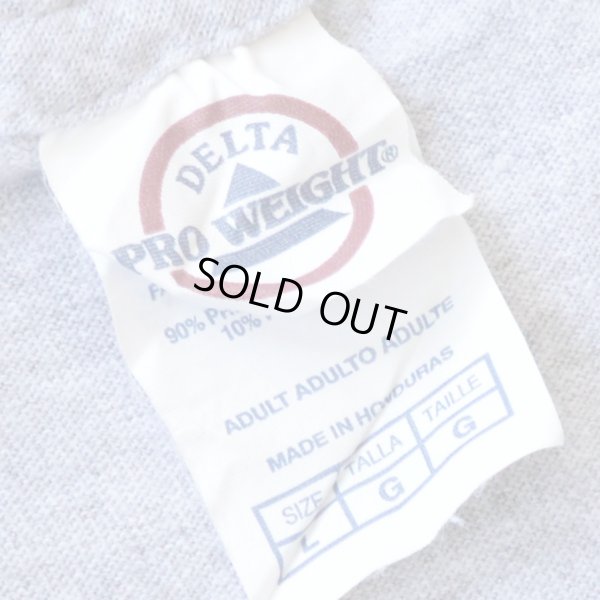 DELTA
PRO WEIGHT®
90%
10%
SOLD OUT
ADULT ADULTO ADULTE
MADE IN HONDURAS
SIZE TALLA TAILLE
L G G